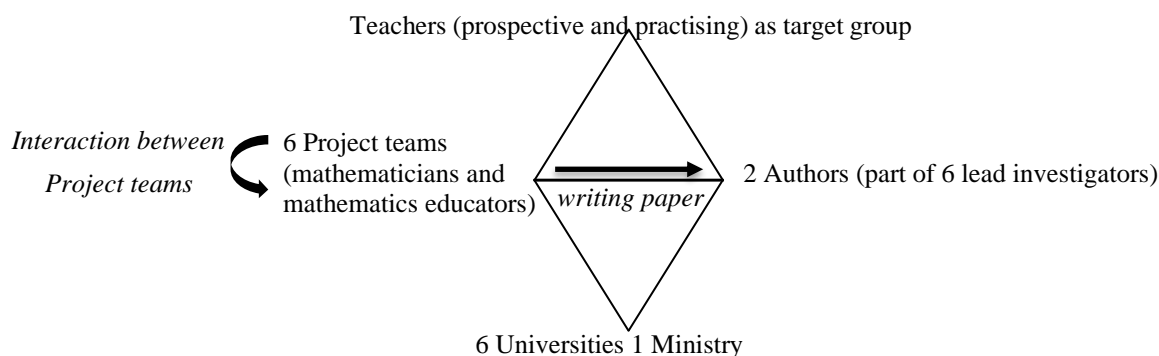 Teachers (prospective and practising) as target group
Interaction between
Project teams
6 Project teams
(mathematicians and
mathematics educators)
writing paper
2 Authors (part of 6 lead investigators)
6 Universities 1 Ministry